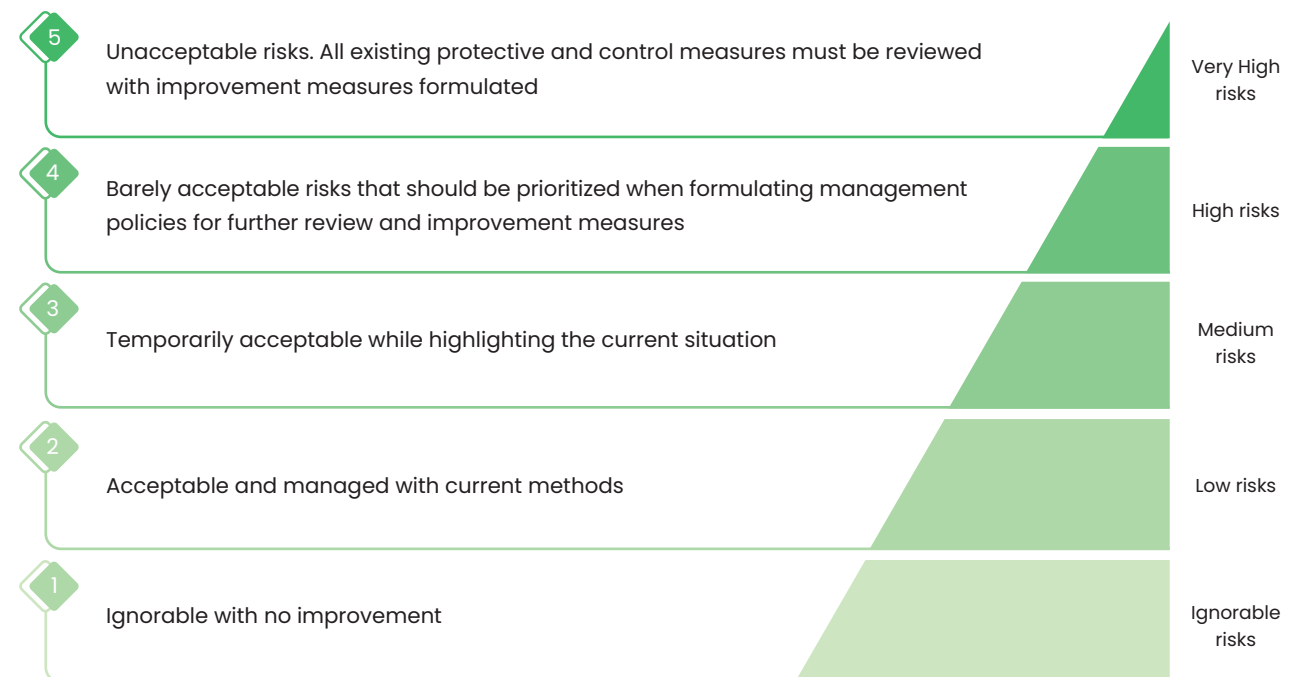 5
Unacceptable risks. All existing protective and control measures must be reviewed
with improvement measures formulated
Very High
risks
4
Barely acceptable risks that should be prioritized when formulating management
policies for further review and improvement measures
High risks
3
Temporarily acceptable while highlighting the current situation
Medium
risks
2
Acceptable and managed with current methods
Low risks
1
Ignorable with no improvement
Ignorable
risks